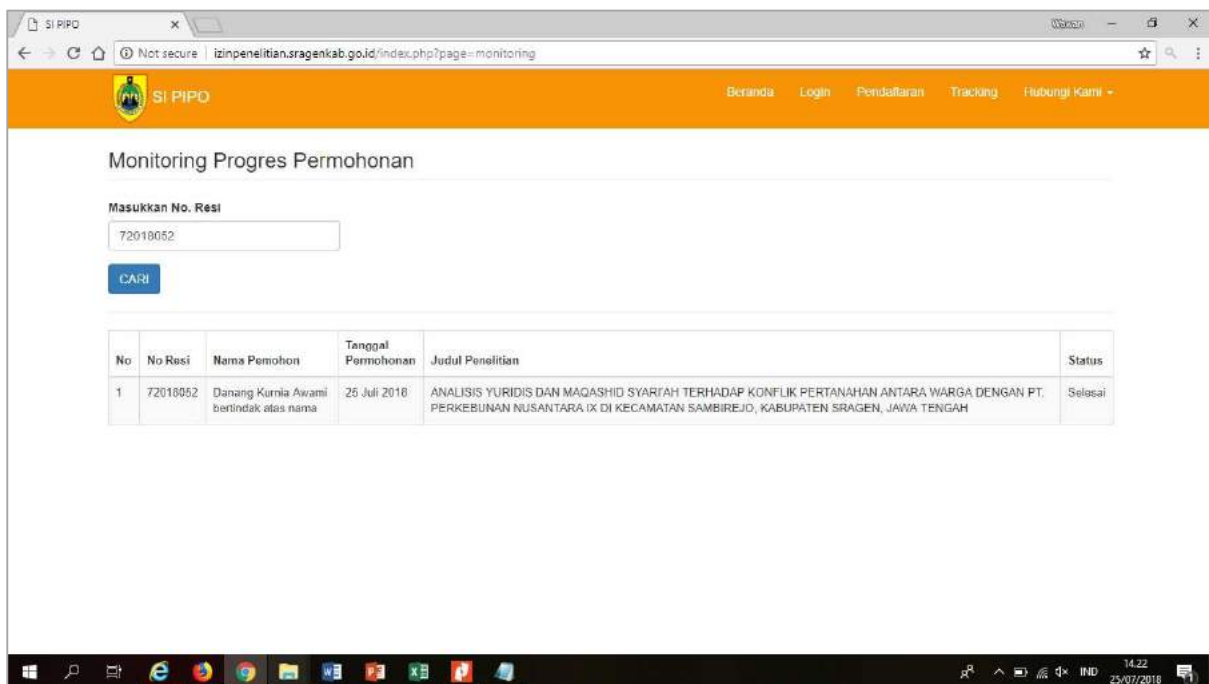 SI PIPO
Wawan
Not secure | izinpenelitian.sragenkab.go.id/index.php?page=monitoring
SI PIPO Beranda Login Pendaftaran Tracking Hubungi Kami
Monitoring Progres Permohonan
Masukkan No. Resi
72018052
CARI
No No Resi Nama Pemohon Tanggal Permohonan Judul Penelitian Status
1 72018052 Danang Kurnia Awami bertindak atas nama 25 Juli 2018 ANALISIS YURIDIS DAN MAQASHID SYARI'AH TERHADAP KONFLIK PERTANAHAN ANTARA WARGA DENGAN PT. PERKEBUNAN NUSANTARA IX DI KECAMATAN SAMBIREJO, KABUPATEN SRAGEN, JAWA TENGAH Selesai
IND
14.22
25/07/2018